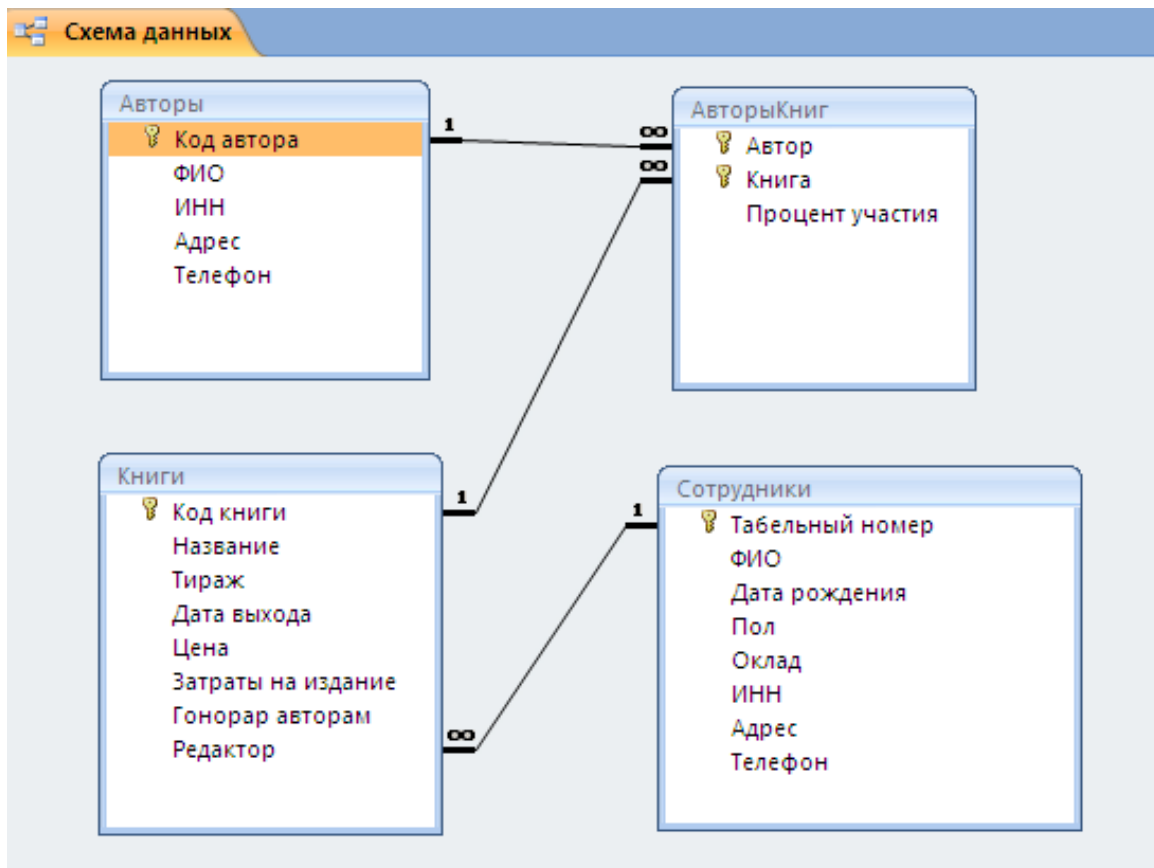 Схема данных
Авторы
Код автора
ФИО
ИНН
Адрес
Телефон
1
∞
∞
АвторыКниг
Автор
Книга
Процент участия
Книги
Код книги
Название
Тираж
Дата выхода
Цена
Затраты на издание
Гонорар авторам
Редактор
1
∞
1
Сотрудники
Табельный номер
ФИО
Дата рождения
Пол
Оклад
ИНН
Адрес
Телефон